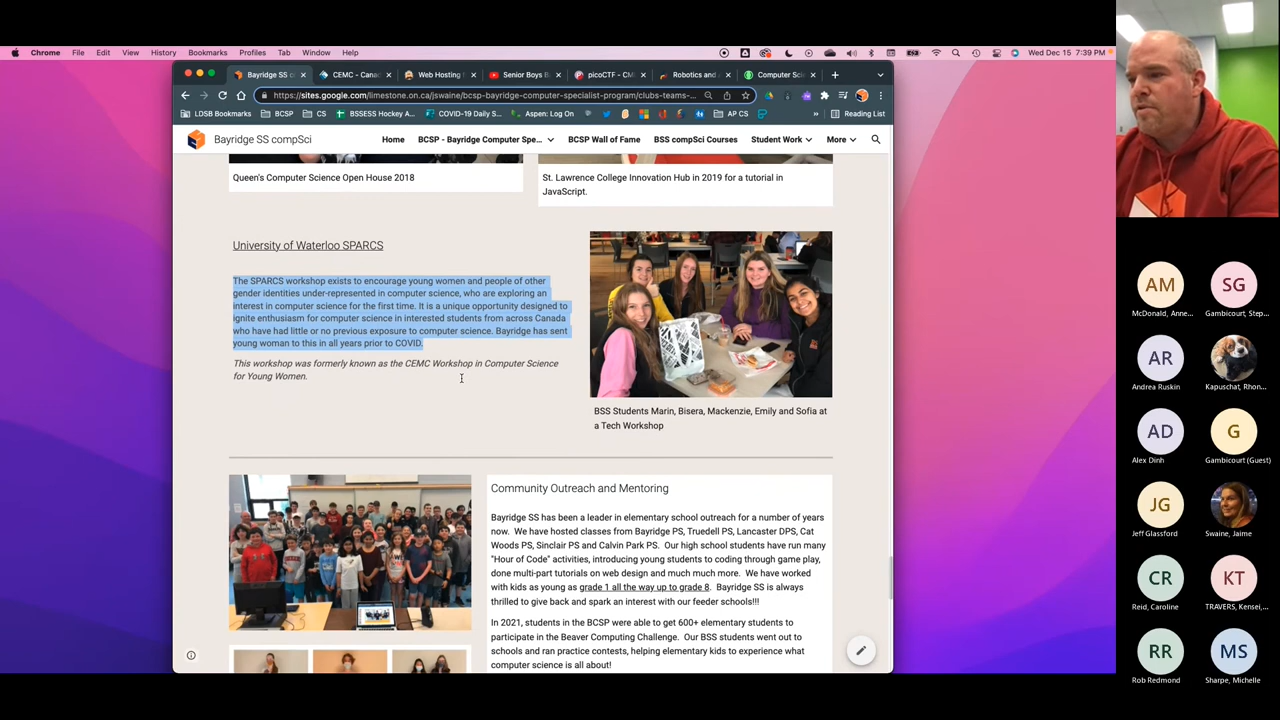 Chrome File Edit View History Bookmarks Profiles Tab Window Help
Wed Dec 15 7:39 PM
Bayridge SS co
CEMC - Cana
Web Hosting
Senior Boys B
picoCTF - CM
Robotics and
Computer Sci
https://sites.google.com/limestone.on.ca/jswaine/bcsp-bayridge-computer-specialist-program/clubs-teams-...
LDSB Bookmarks
BCSP
CS
BSSESS Hockey A...
COVID-19 Daily S...
Aspen: Log On
AP CS
»
Reading List
Bayridge SS compSci
Home
BCSP - Bayridge Computer Spe...
BCSP Wall of Fame
BSS compSci Courses
Student Work
More
Queen's Computer Science Open House 2018
St. Lawrence College Innovation Hub in 2019 for a tutorial in
JavaScript.
University of Waterloo SPARCS
The SPARCS workshop exists to encourage young women and people of other
gender identities under-represented in computer science, who are exploring an
interest in computer science for the first time. It is a unique opportunity designed to
ignite enthusiasm for computer science in interested students from across Canada
who have had little or no previous exposure to computer science. Bayridge has sent
young woman to this in all years prior to COVID.
This workshop was formerly known as the CEMC Workshop in Computer Science
for Young Women.
BSS Students Marin, Bisera, Mackenzie, Emily and Sofia at
a Tech Workshop
Community Outreach and Mentoring
Bayridge SS has been a leader in elementary school outreach for a number of years
now. We have hosted classes from Bayridge PS, Truedell PS, Lancaster DPS, Cat
Woods PS, Sinclair PS and Calvin Park PS. Our high school students have run many
"Hour of Code" activities, introducing young students to coding through game play,
done multi-part tutorials on web design and much much more. We have worked
with kids as young as grade 1 all the way up to grade 8. Bayridge SS is always
thrilled to give back and spark an interest with our feeder schools!!!
In 2021, students in the BCSP were able to get 600+ elementary students to
participate in the Beaver Computing Challenge. Our BSS students went out to
schools and ran practice contests, helping elementary kids to experience what
computer science is all about!
AM
McDonald, Anne...
SG
Gambicourt, Step...
AR
Andrea Ruskin
Kapuschat, Rhon...
AD
Alex Dinh
G
Gambicourt (Guest)
JG
Jeff Glassford
Swaine, Jaime
CR
Reid, Caroline
KT
TRAVERS, Kensei,...
RR
Rob Redmond
MS
Sharpe, Michelle